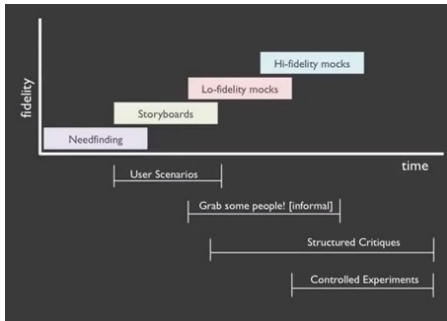 Hi-fidelity mocks
Lo-fidelity mocks
Storyboards
Needfinding
fidelity
time
User Scenarios
Grab some people! [informal]
Structured Critiques
Controlled Experiments